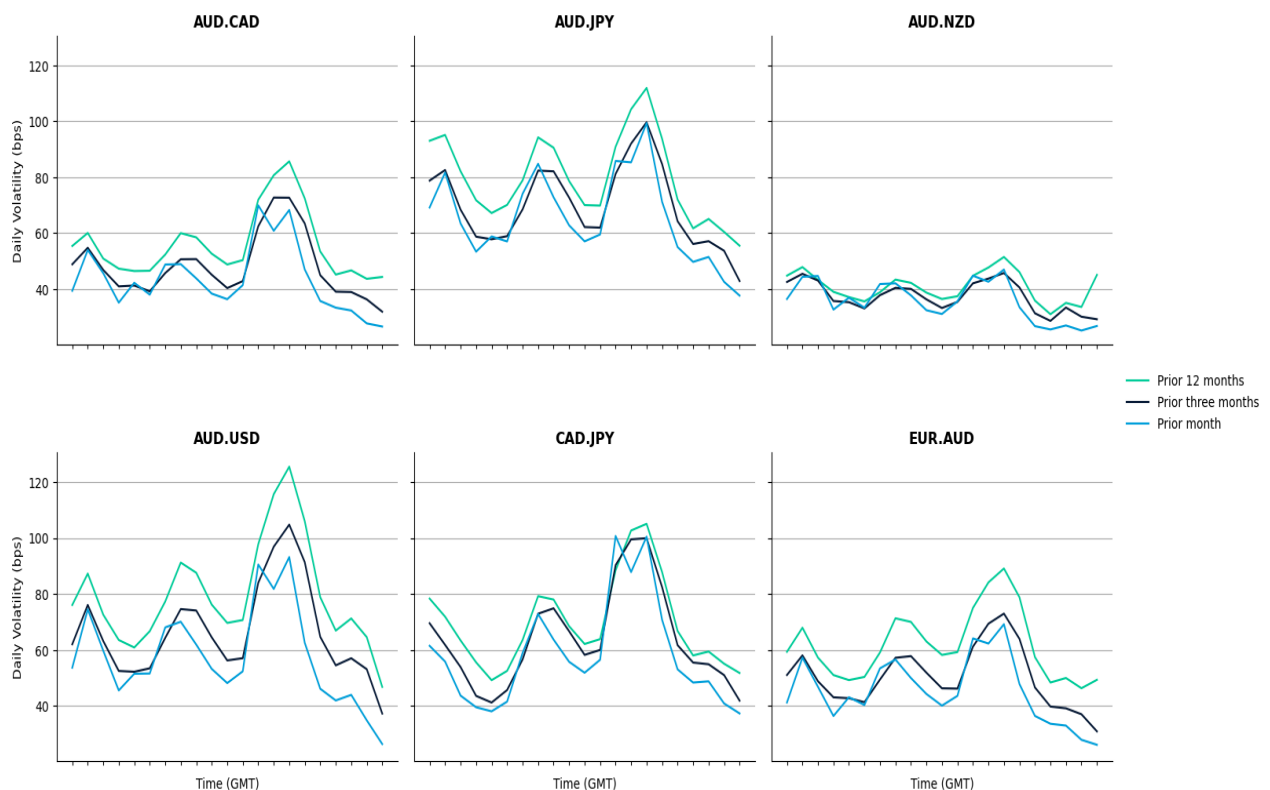 AUD.CAD
AUD.JPY
AUD.NZD
Daily Volatility (bps)
120
100
80
60
40
Prior 12 months
Prior three months
Prior month
AUD.USD
CAD.JPY
EUR.AUD
Daily Volatility (bps)
120
100
80
60
40
Time (GMT)
Time (GMT)
Time (GMT)